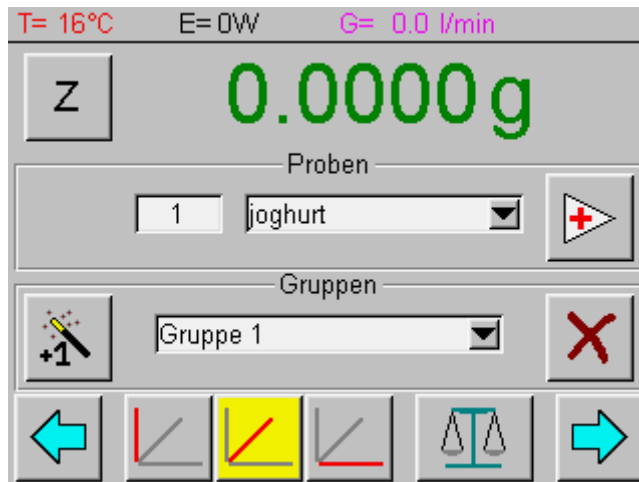 T= 16°C E= 0W G= 0.0 l/min
Z 0.0000 g
Proben
1 joghurt
Gruppen
+1 Gruppe 1